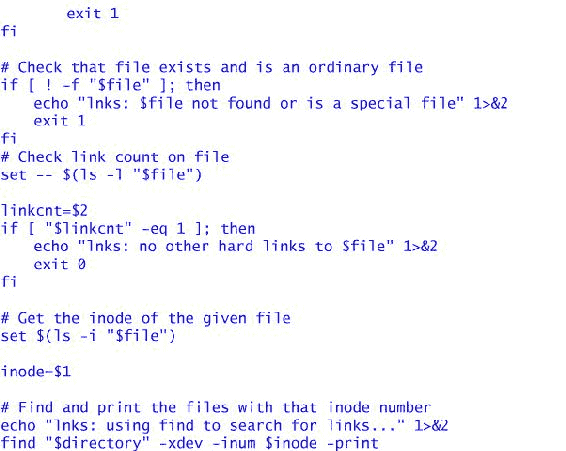 exit 1
fi
# Check that file exists and is an ordinary file
if [ ! -f "$file" ]; then
echo "lnks: $file not found or is a special file" 1>&2
exit 1
fi
# Check link count on file
set -- $(ls -l "$file")
linkcnt=$2
if [ "$linkcnt" -eq 1 ]; then
echo "lnks: no other hard links to $file" 1>&2
exit 0
fi
# Get the inode of the given file
set $(ls -i "$file")
inode=$1
# Find and print the files with that inode number
echo "lnks: using find to search for links..." 1>&2
find "$directory" -xdev -inum $inode -print